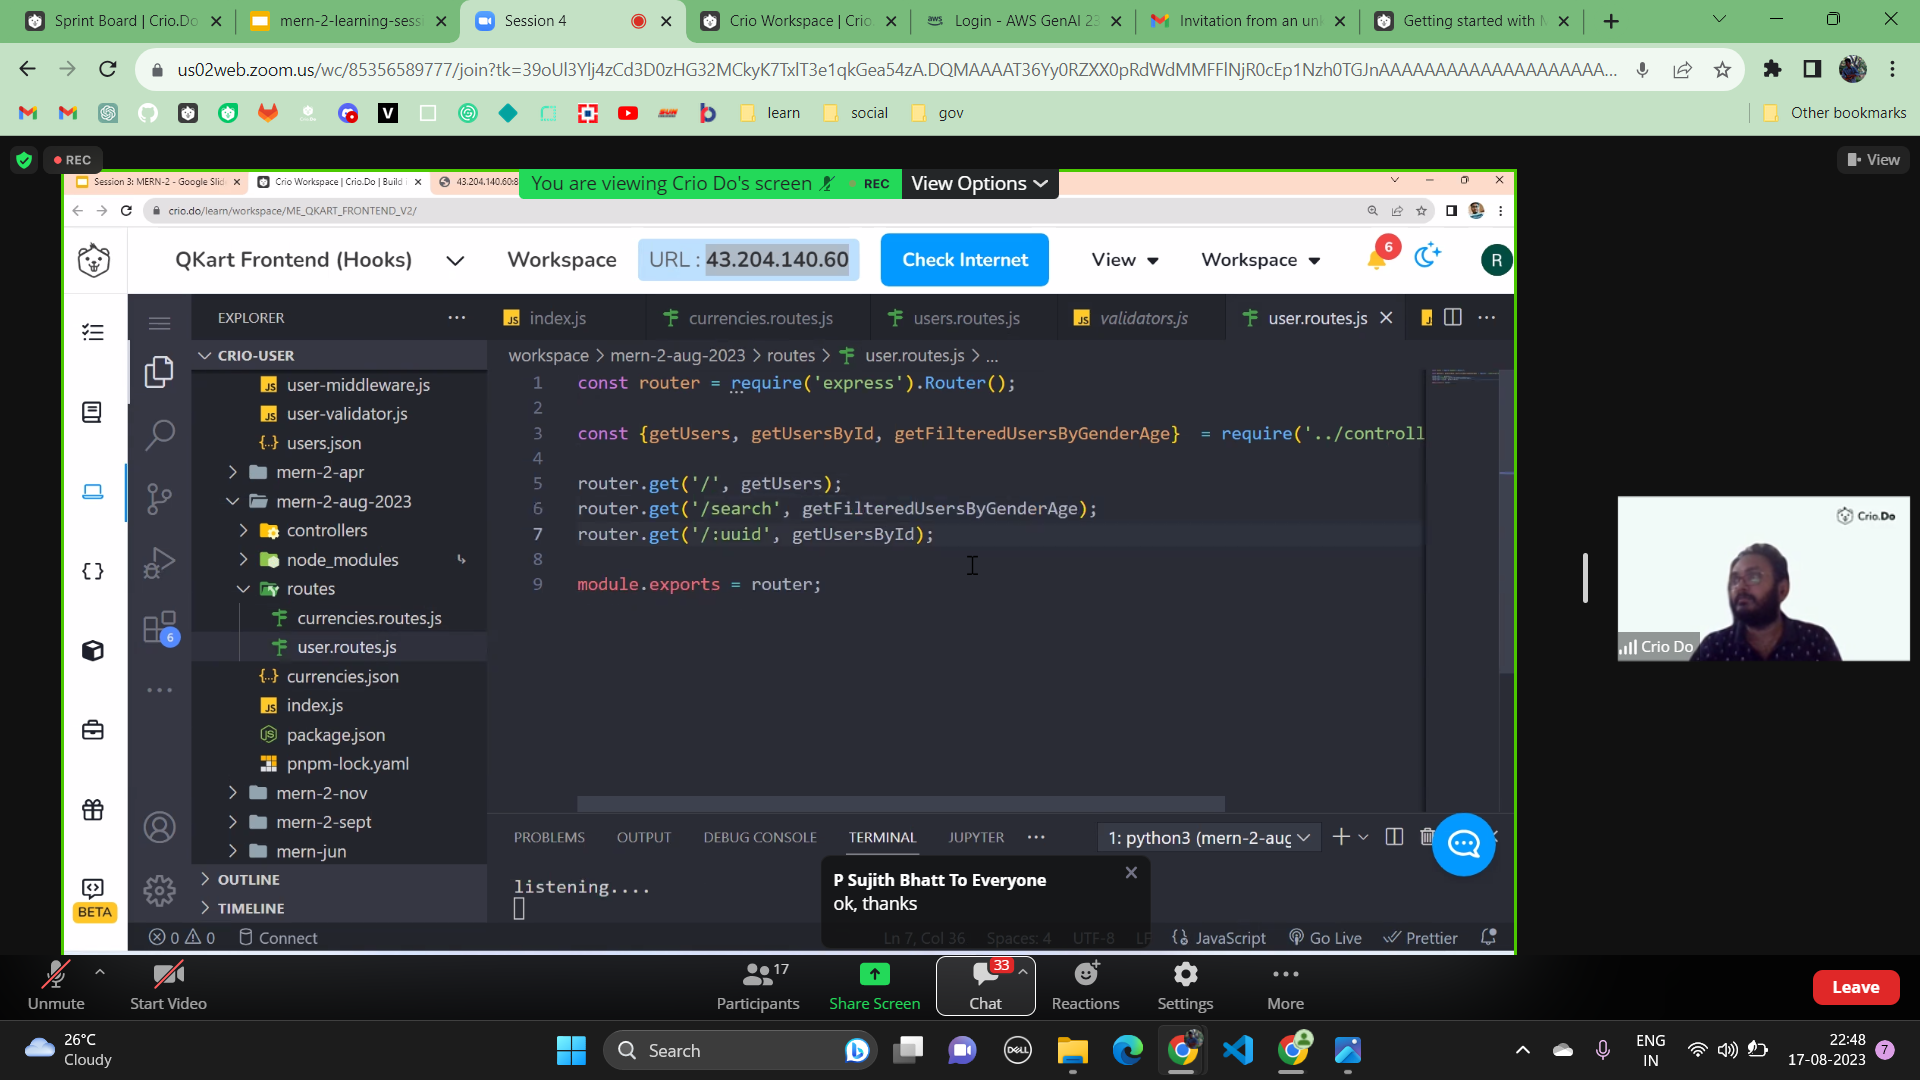 Sprint Board | Crio.Do
mern-2-learning-sessi
Session 4
Crio Workspace | Crio.
Login - AWS GenAI 23
Invitation from an un
Getting started with
us02web.zoom.us/wc/85356589777/join?tk=
learn
social
gov
Other bookmarks
REC
View
Session 3: MERN-2 - Google Slid
Crio Workspace | Crio.Do | Build
43.204.140.60:8
You are viewing Crio Do's screen
REC
View Options
crio.do/learn/workspace/ME_QKART_FRONTEND_V2/
QKart Frontend (Hooks)
Workspace
URL : 43.204.140.60
Check Internet
View
Workspace
6
R
EXPLORER
index.js
currencies.routes.js
users.routes.js
validators.js
user.routes.js
CRIO-USER
workspace > mern-2-aug-2023 > routes > user.routes.js > ...
user-middleware.js
user-validator.js
users.json
mern-2-apr
mern-2-aug-2023
controllers
node_modules
routes
currencies.routes.js
user.routes.js
currencies.json
index.js
package.json
pnpm-lock.yaml
mern-2-nov
mern-2-sept
mern-jun
OUTLINE
TIMELINE
6
BETA
1 const router = require('express').Router();
2
3 const {getUsers, getUsersById, getFilteredUsersByGenderAge} = require('../controll
4
5 router.get('/', getUsers);
6 router.get('/search', getFilteredUsersByGenderAge);
7 router.get('/:uuid', getUsersById);
8
9 module.exports = router;
PROBLEMS
OUTPUT
DEBUG CONSOLE
TERMINAL
JUPYTER
1: python3 (mern-2-aug
listening....
P Sujith Bhatt To Everyone
ok, thanks
0 0
Connect
Ln 7, Col 36
Spaces: 4
UTF-8
LF
JavaScript
Go Live
Prettier
Crio.Do
Crio Do
Unmute
Start Video
17
Participants
Share Screen
33
Chat
Reactions
Settings
More
Leave
26°C
Cloudy
Search
DELL
ENG
IN
22:48
17-08-2023
7